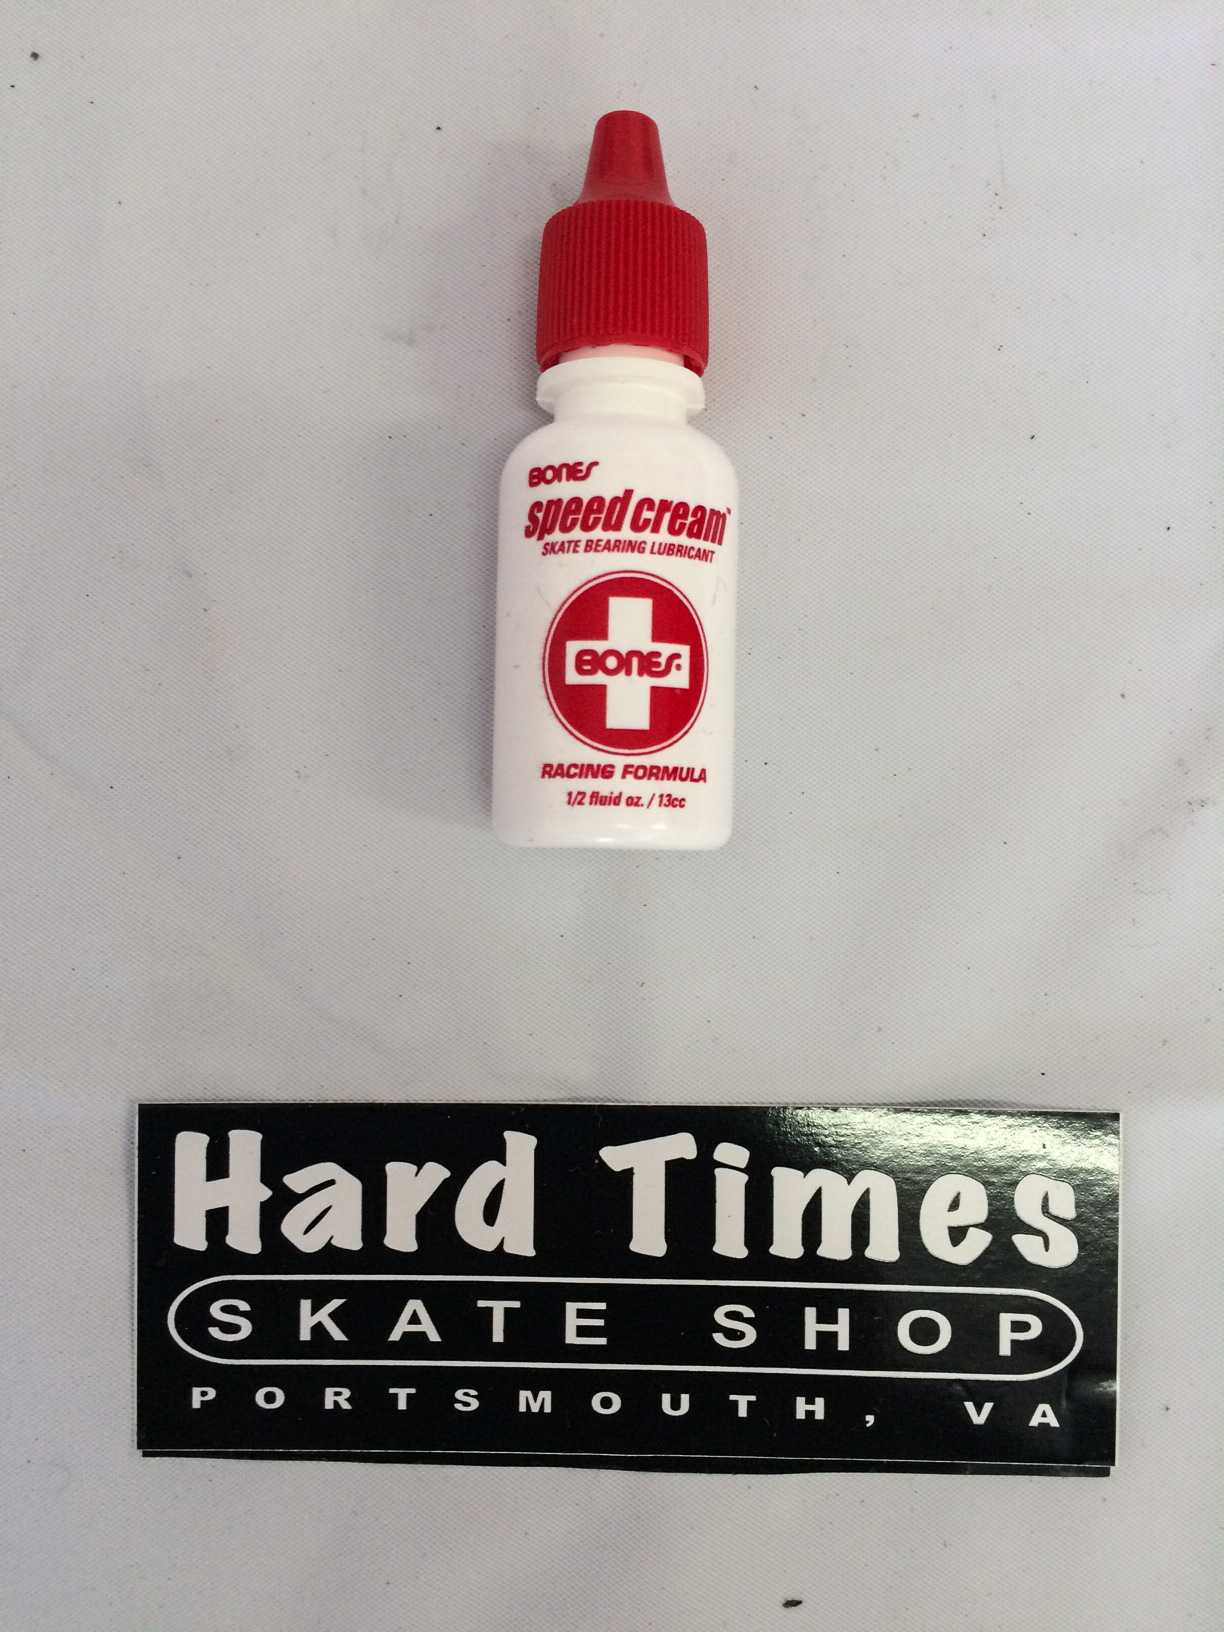 BONES
speed cream™
SKATE BEARING LUBRICANT
BONES
RACING FORMULA
1/2 fluid oz. / 13cc
Hard Times
SKATE SHOP
PORTSMOUTH, VA